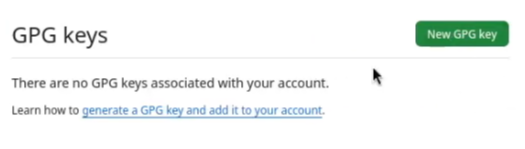 GPG keys
New GPG key
There are no GPG keys associated with your account.
Learn how to generate a GPG key and add it to your account.